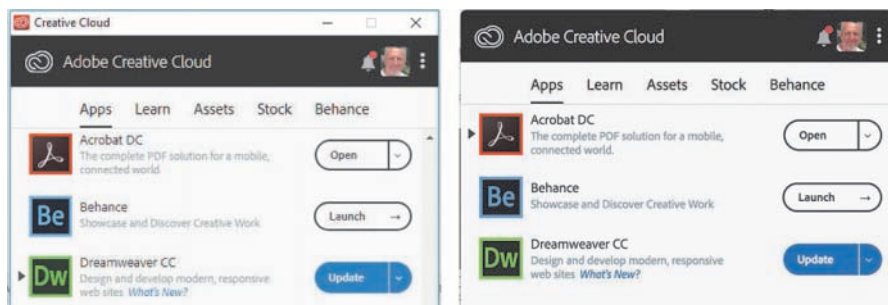 Creative Cloud
Adobe Creative Cloud
Apps Learn Assets Stock Behance
Acrobat DC
The complete PDF solution for a mobile,
connected world.
Open
Be
Behance
Showcase and Discover Creative Work
Launch →
Dw
Dreamweaver CC
Design and develop modern, responsive
web sites What's New?
Update
Adobe Creative Cloud
Apps Learn Assets Stock Behance
Acrobat DC
The complete PDF solution for a mobile,
connected world.
Open
Be
Behance
Showcase and Discover Creative Work
Launch →
Dw
Dreamweaver CC
Design and develop modern, responsive
web sites What's New?
Update